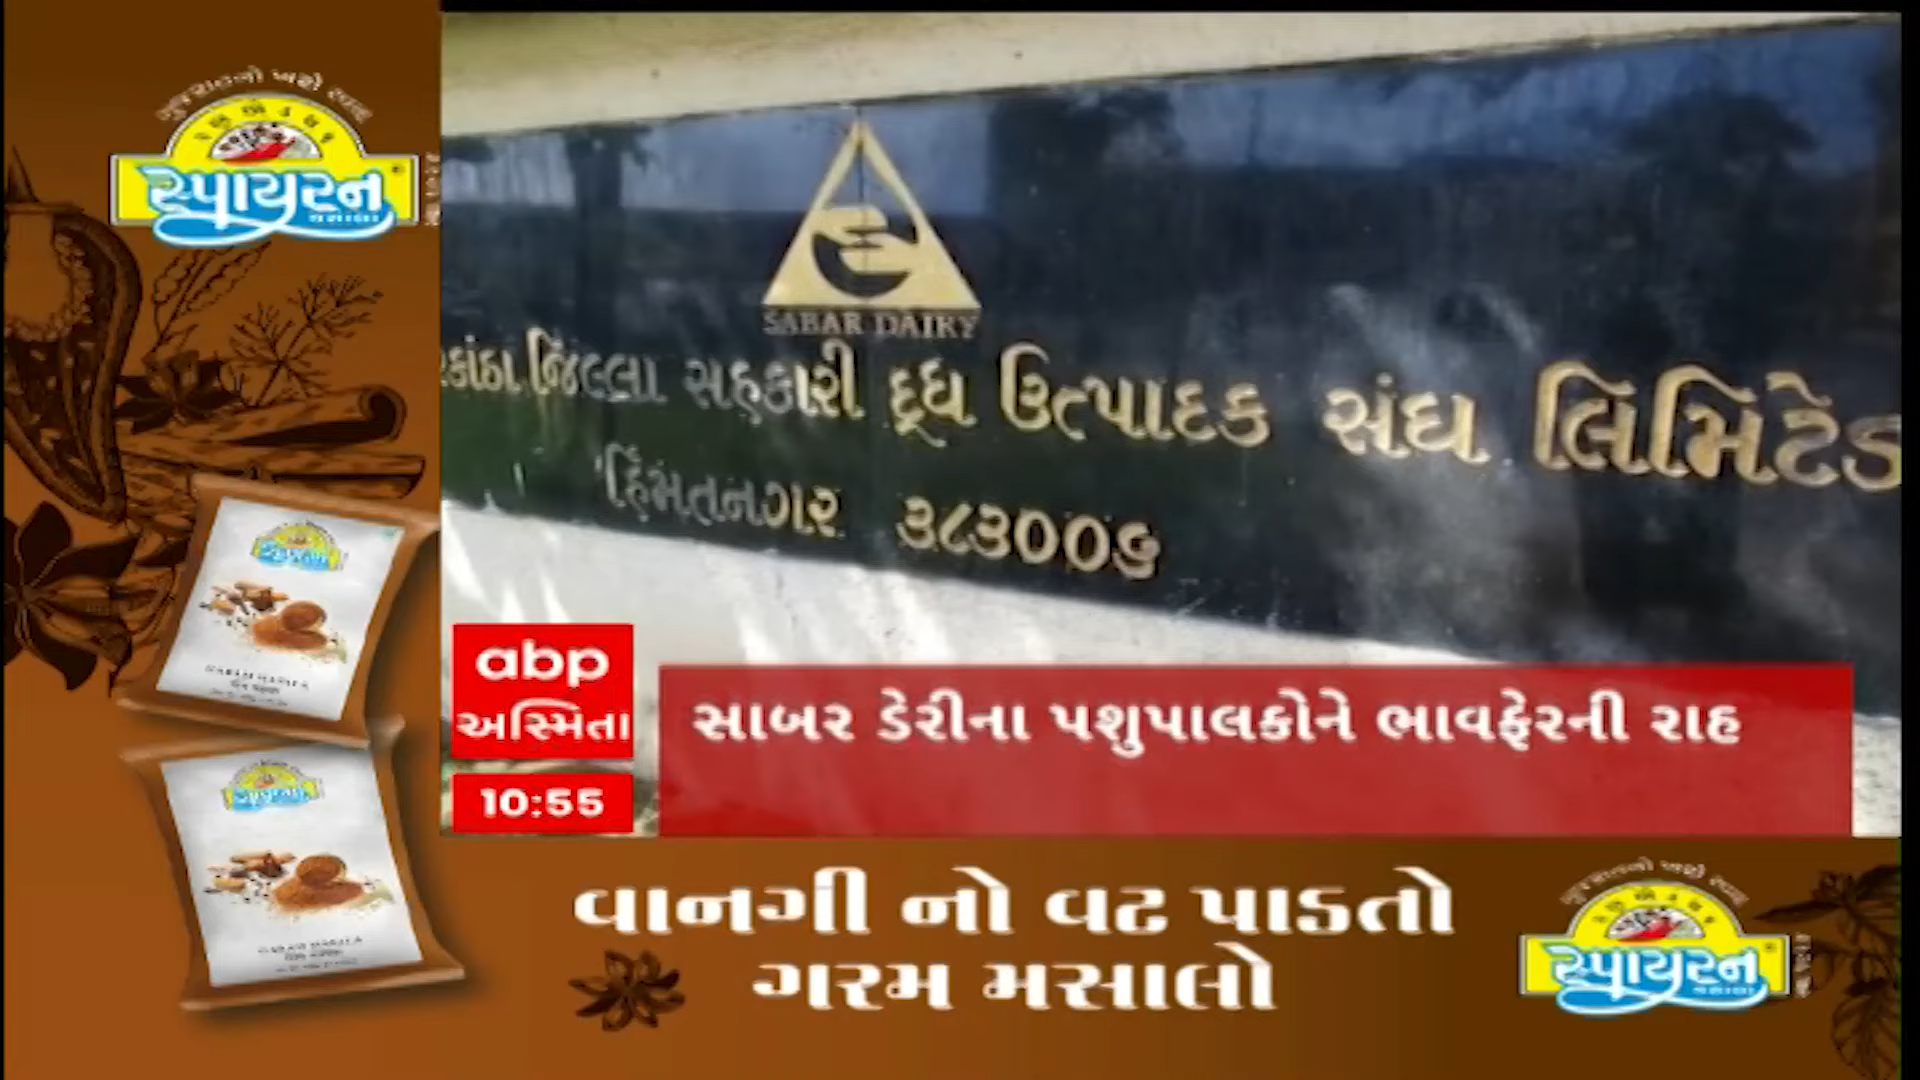 સ્પાયરન
SABAR DAIRY
રકાંઠા જિલ્લા સહકારી દૂધ ઉત્પાદક સંઘ લિમિટેડ
હિંમતનગર ૩૮૩૦૦૬
abp
અસ્મિતા
10:55
સાબર ડેરીના પશુપાલકોને ભાવફેરની રાહ
વાનગી નો વટ પાડતો
ગરમ મસાલો
સ્પાયરન